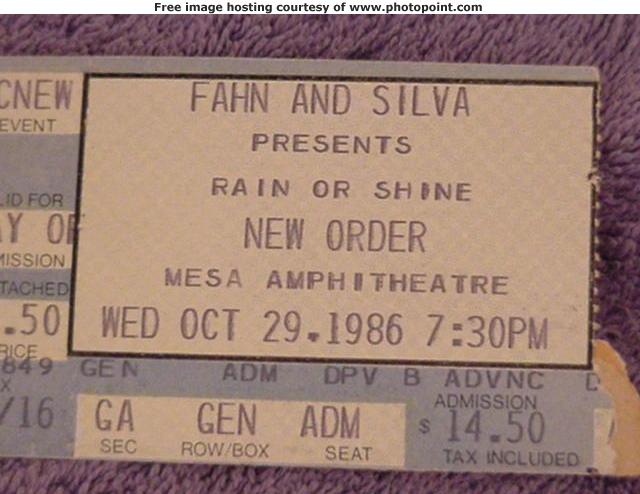 Free image hosting courtesy of www.photopoint.com
CNEW
EVENT
FAHN AND SILVA
PRESENTS
RAIN OR SHINE
NEW ORDER
MESA AMPHITHEATRE
WED OCT 29.1986 7:30PM
ID FOR
AY OF
MISSION
TACHED
.50
RICE
849 GEN ADM DPV B ADVNC
X
/16
GA GEN ADM
SEC ROW/BOX SEAT
ADMISSION
$ 14.50
TAX INCLUDED